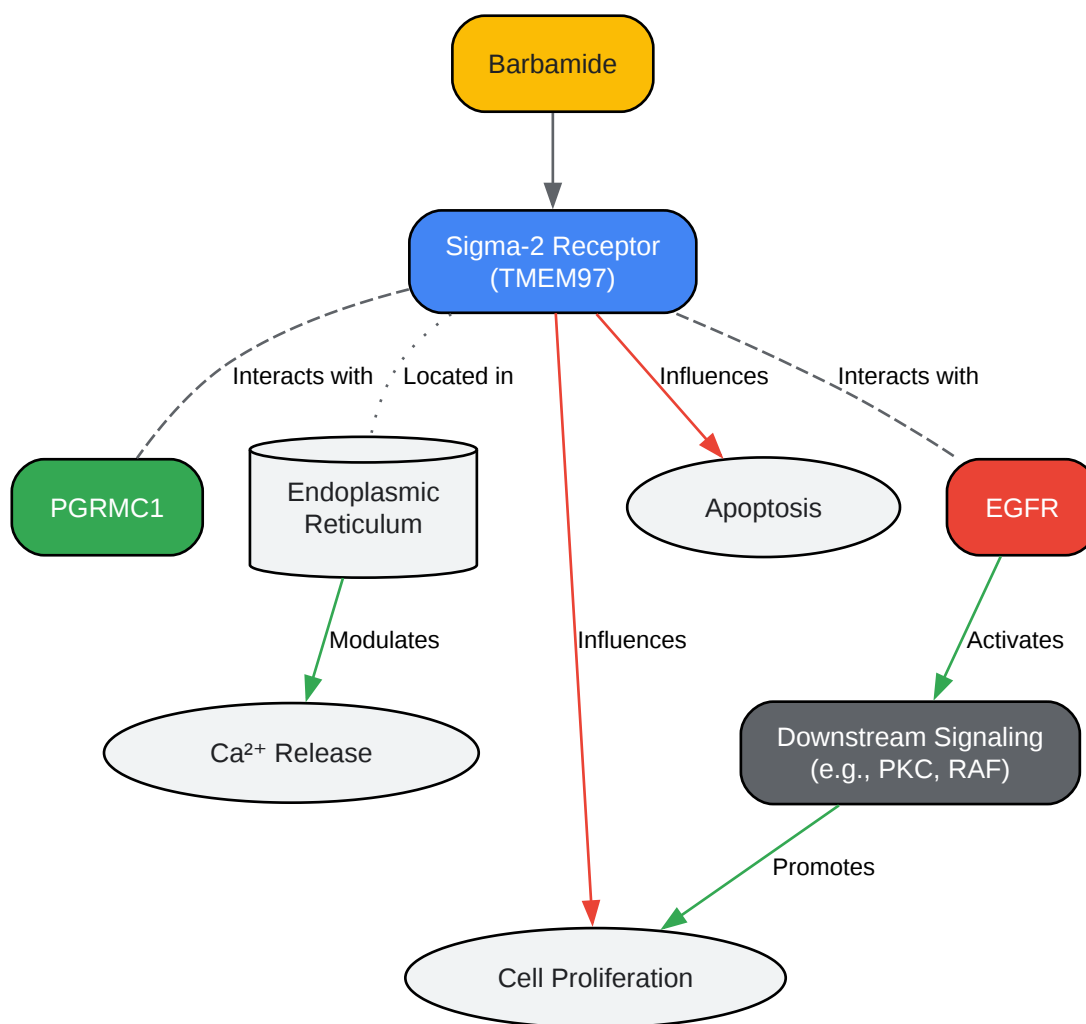 Barbamide
Sigma-2 Receptor
(TMEM97)
Interacts with
Located in
Influences
Interacts with
PGRMC1
Endoplasmic
Reticulum
Apoptosis
EGFR
Modulates
Influences
Activates
Ca²⁺ Release
Downstream Signaling
(e.g., PKC, RAF)
Promotes
Cell Proliferation